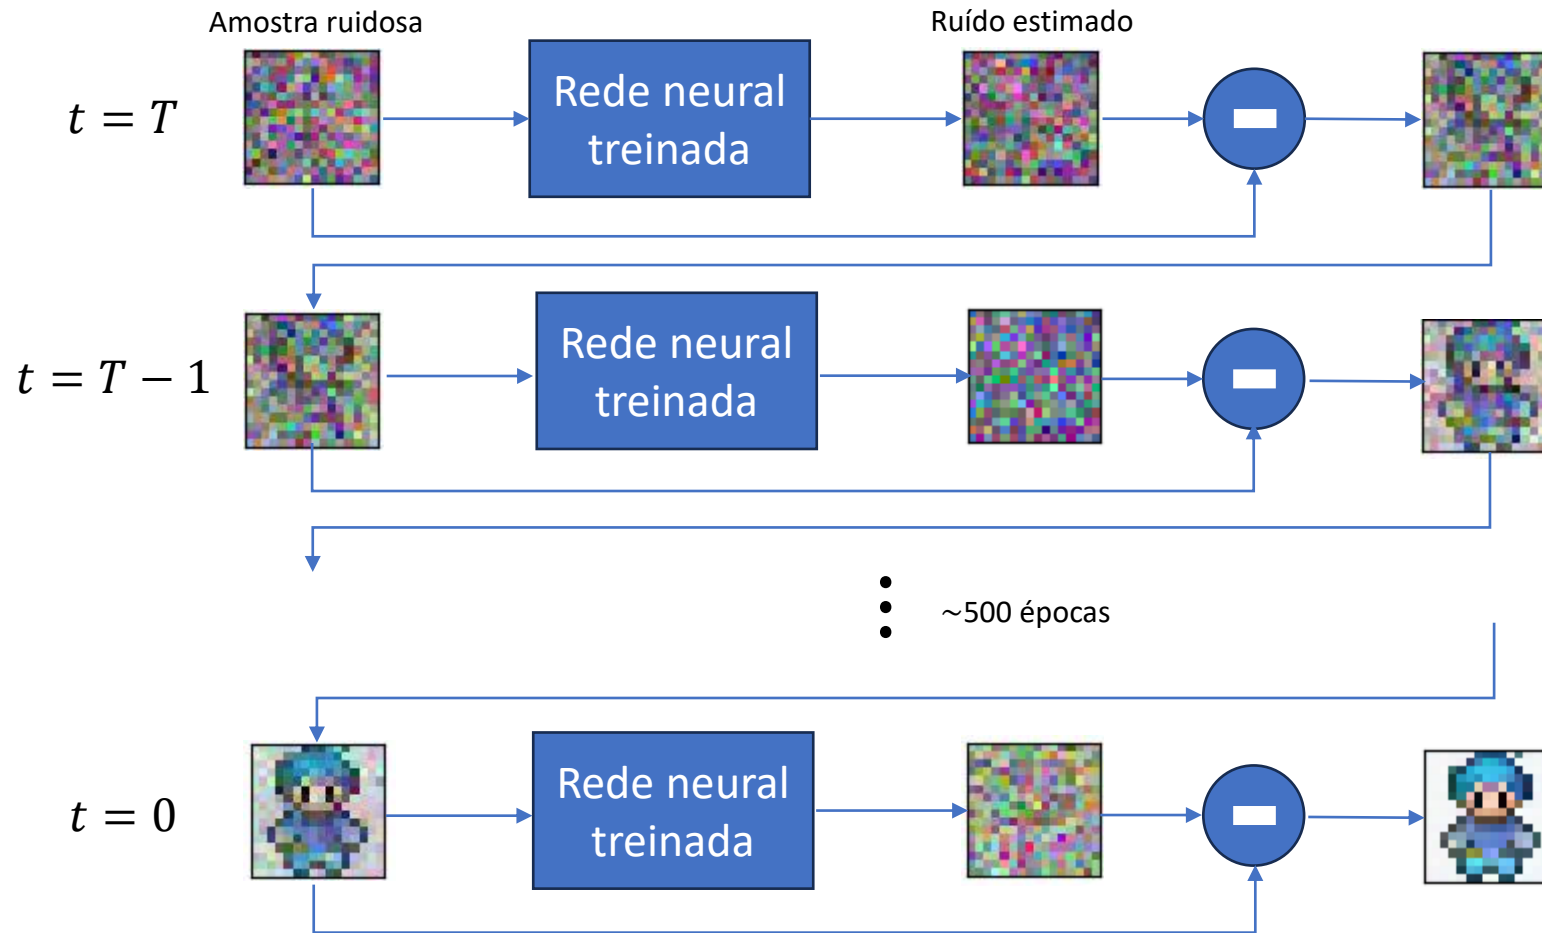 Amostra ruidosa
Ruído estimado
t = T
Rede neural
treinada
t = T − 1
Rede neural
treinada
~500 épocas
t = 0
Rede neural
treinada